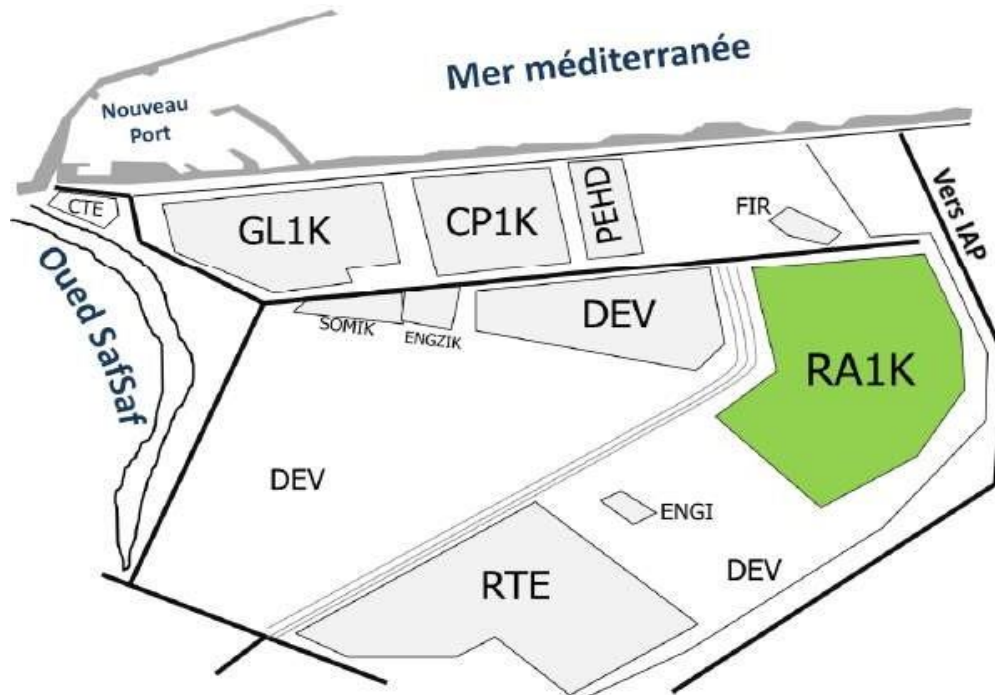 Mer méditerranée
Nouveau
Port
CTE
GL1K
CP1K
PEHD
FIR
Vers IAP
Oued SafSaf
SOMIK
ENGZIK
DEV
RA1K
DEV
ENGI
DEV
RTE